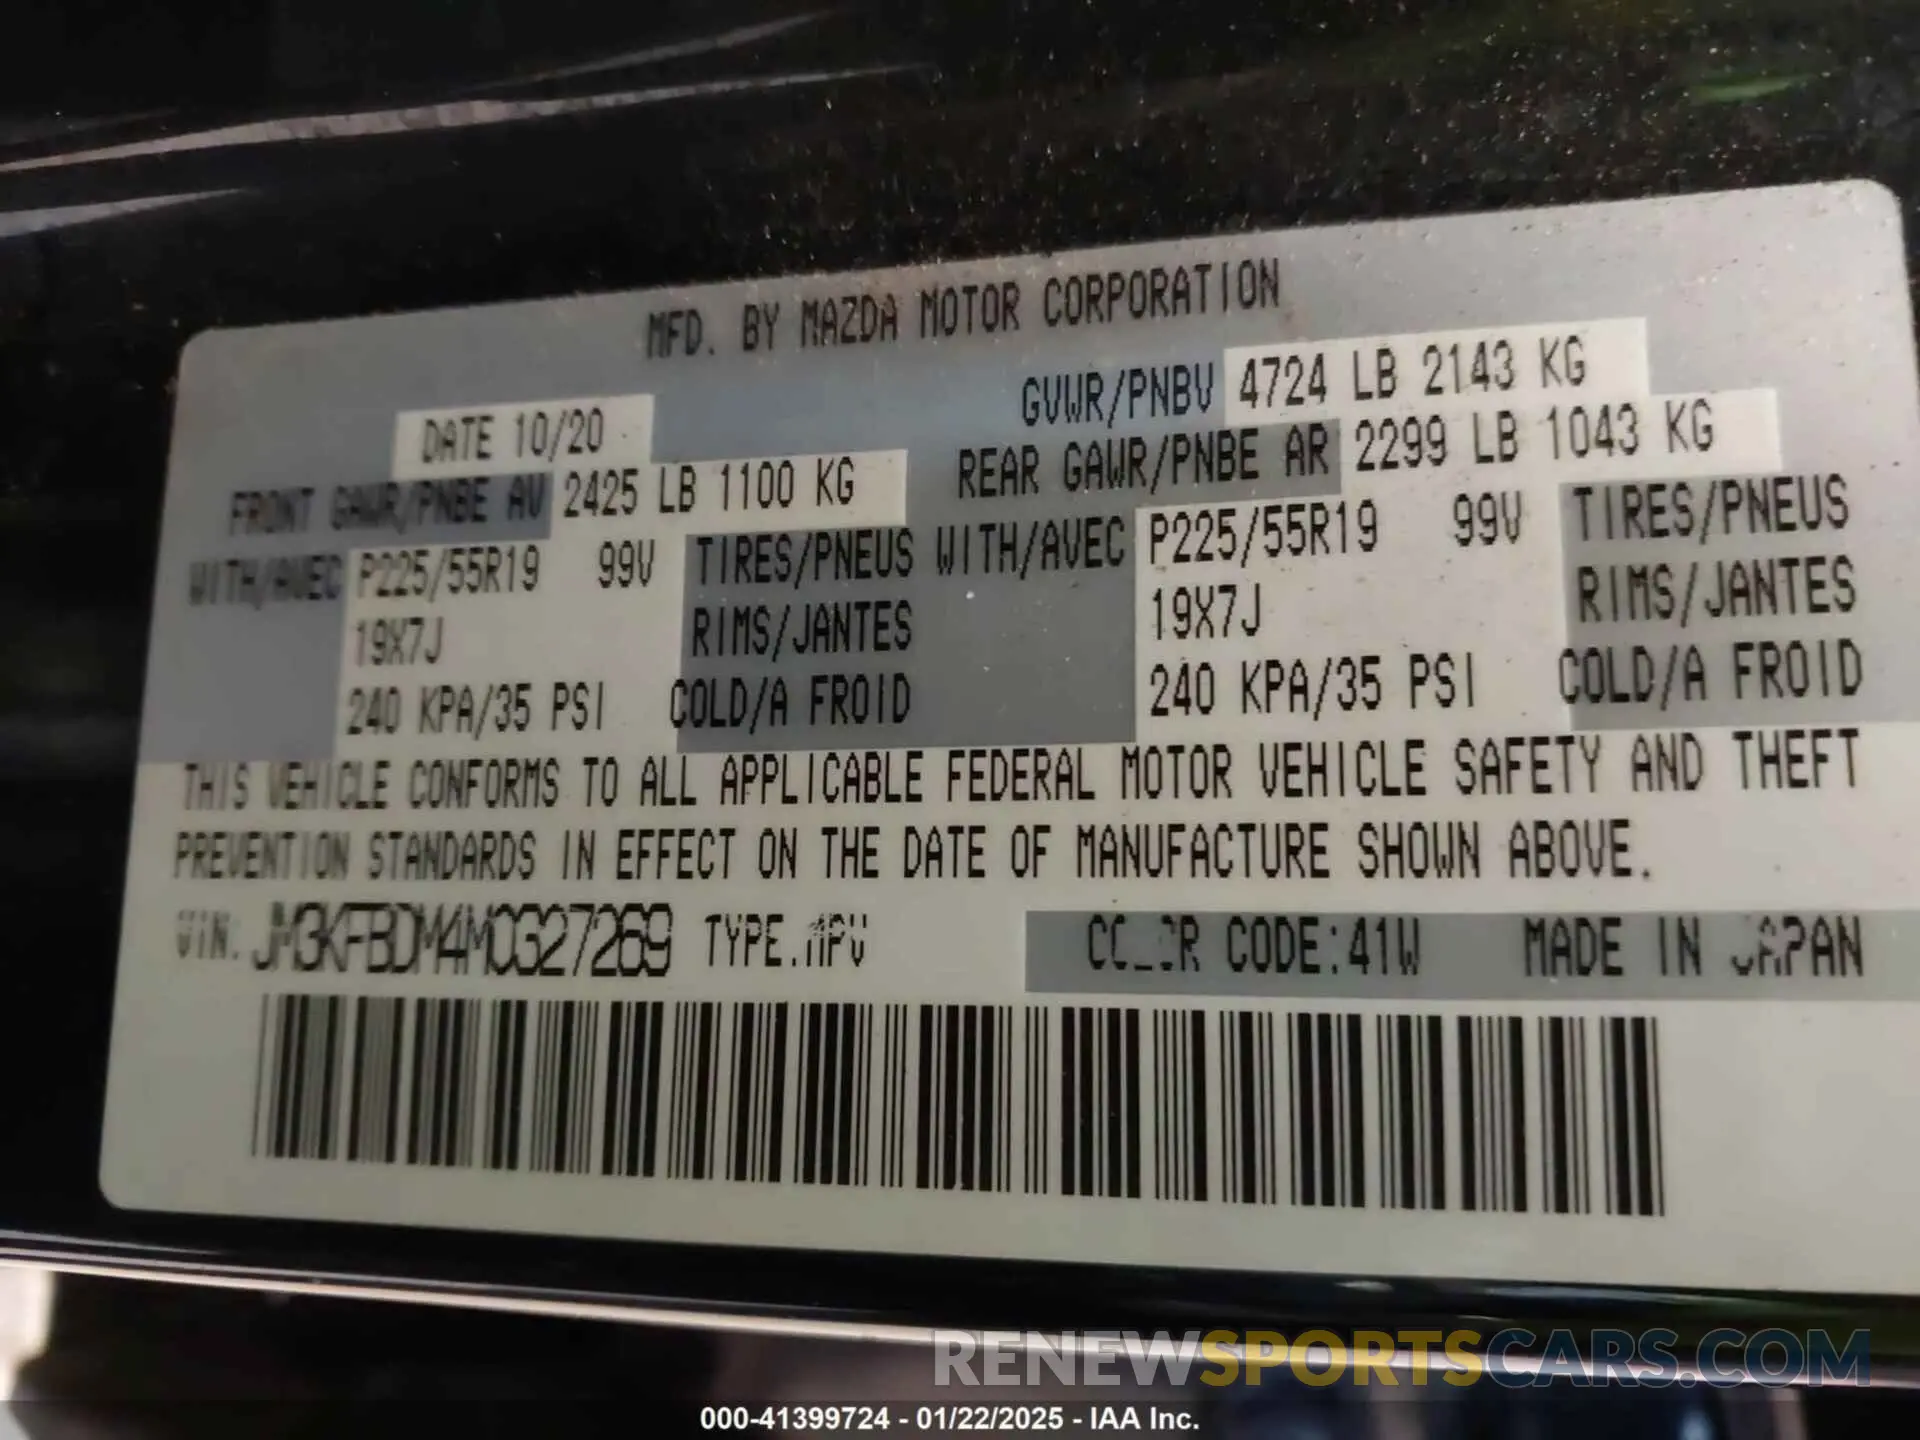 MFD. BY MAZDA MOTOR CORPORATION
DATE 10/20 GVWR/PNBV 4724 LB 2143 KG
FRONT GAWR/PNBE AV 2425 LB 1100 KG REAR GAWR/PNBE AR 2299 LB 1043 KG
WITH/AVEC P225/55R19 99V TIRES/PNEUS WITH/AVEC P225/55R19 99V TIRES/PNEUS
19X7J RIMS/JANTES 19X7J RIMS/JANTES
240 KPA/35 PSI COLD/A FROID 240 KPA/35 PSI COLD/A FROID
THIS VEHICLE CONFORMS TO ALL APPLICABLE FEDERAL MOTOR VEHICLE SAFETY AND THEFT
PREVENTION STANDARDS IN EFFECT ON THE DATE OF MANUFACTURE SHOWN ABOVE.
VIN. JM3KFBDM4M0327269 TYPE.MPV COLOR CODE:41W MADE IN JAPAN
RENEWSPORTSCARS.COM
000-41399724 - 01/22/2025 - IAA Inc.